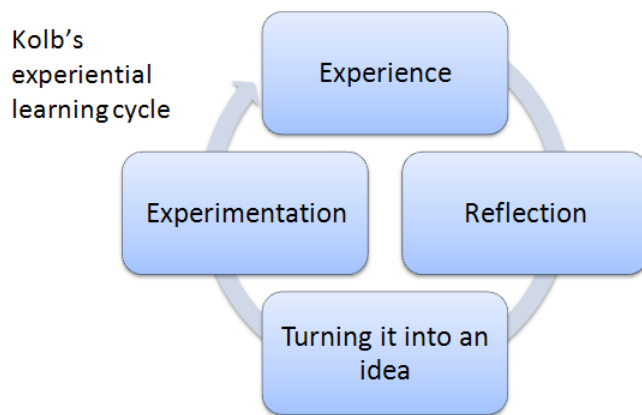 Kolb's
experiential
learning cycle
Experience
Reflection
Turning it into an
idea
Experimentation